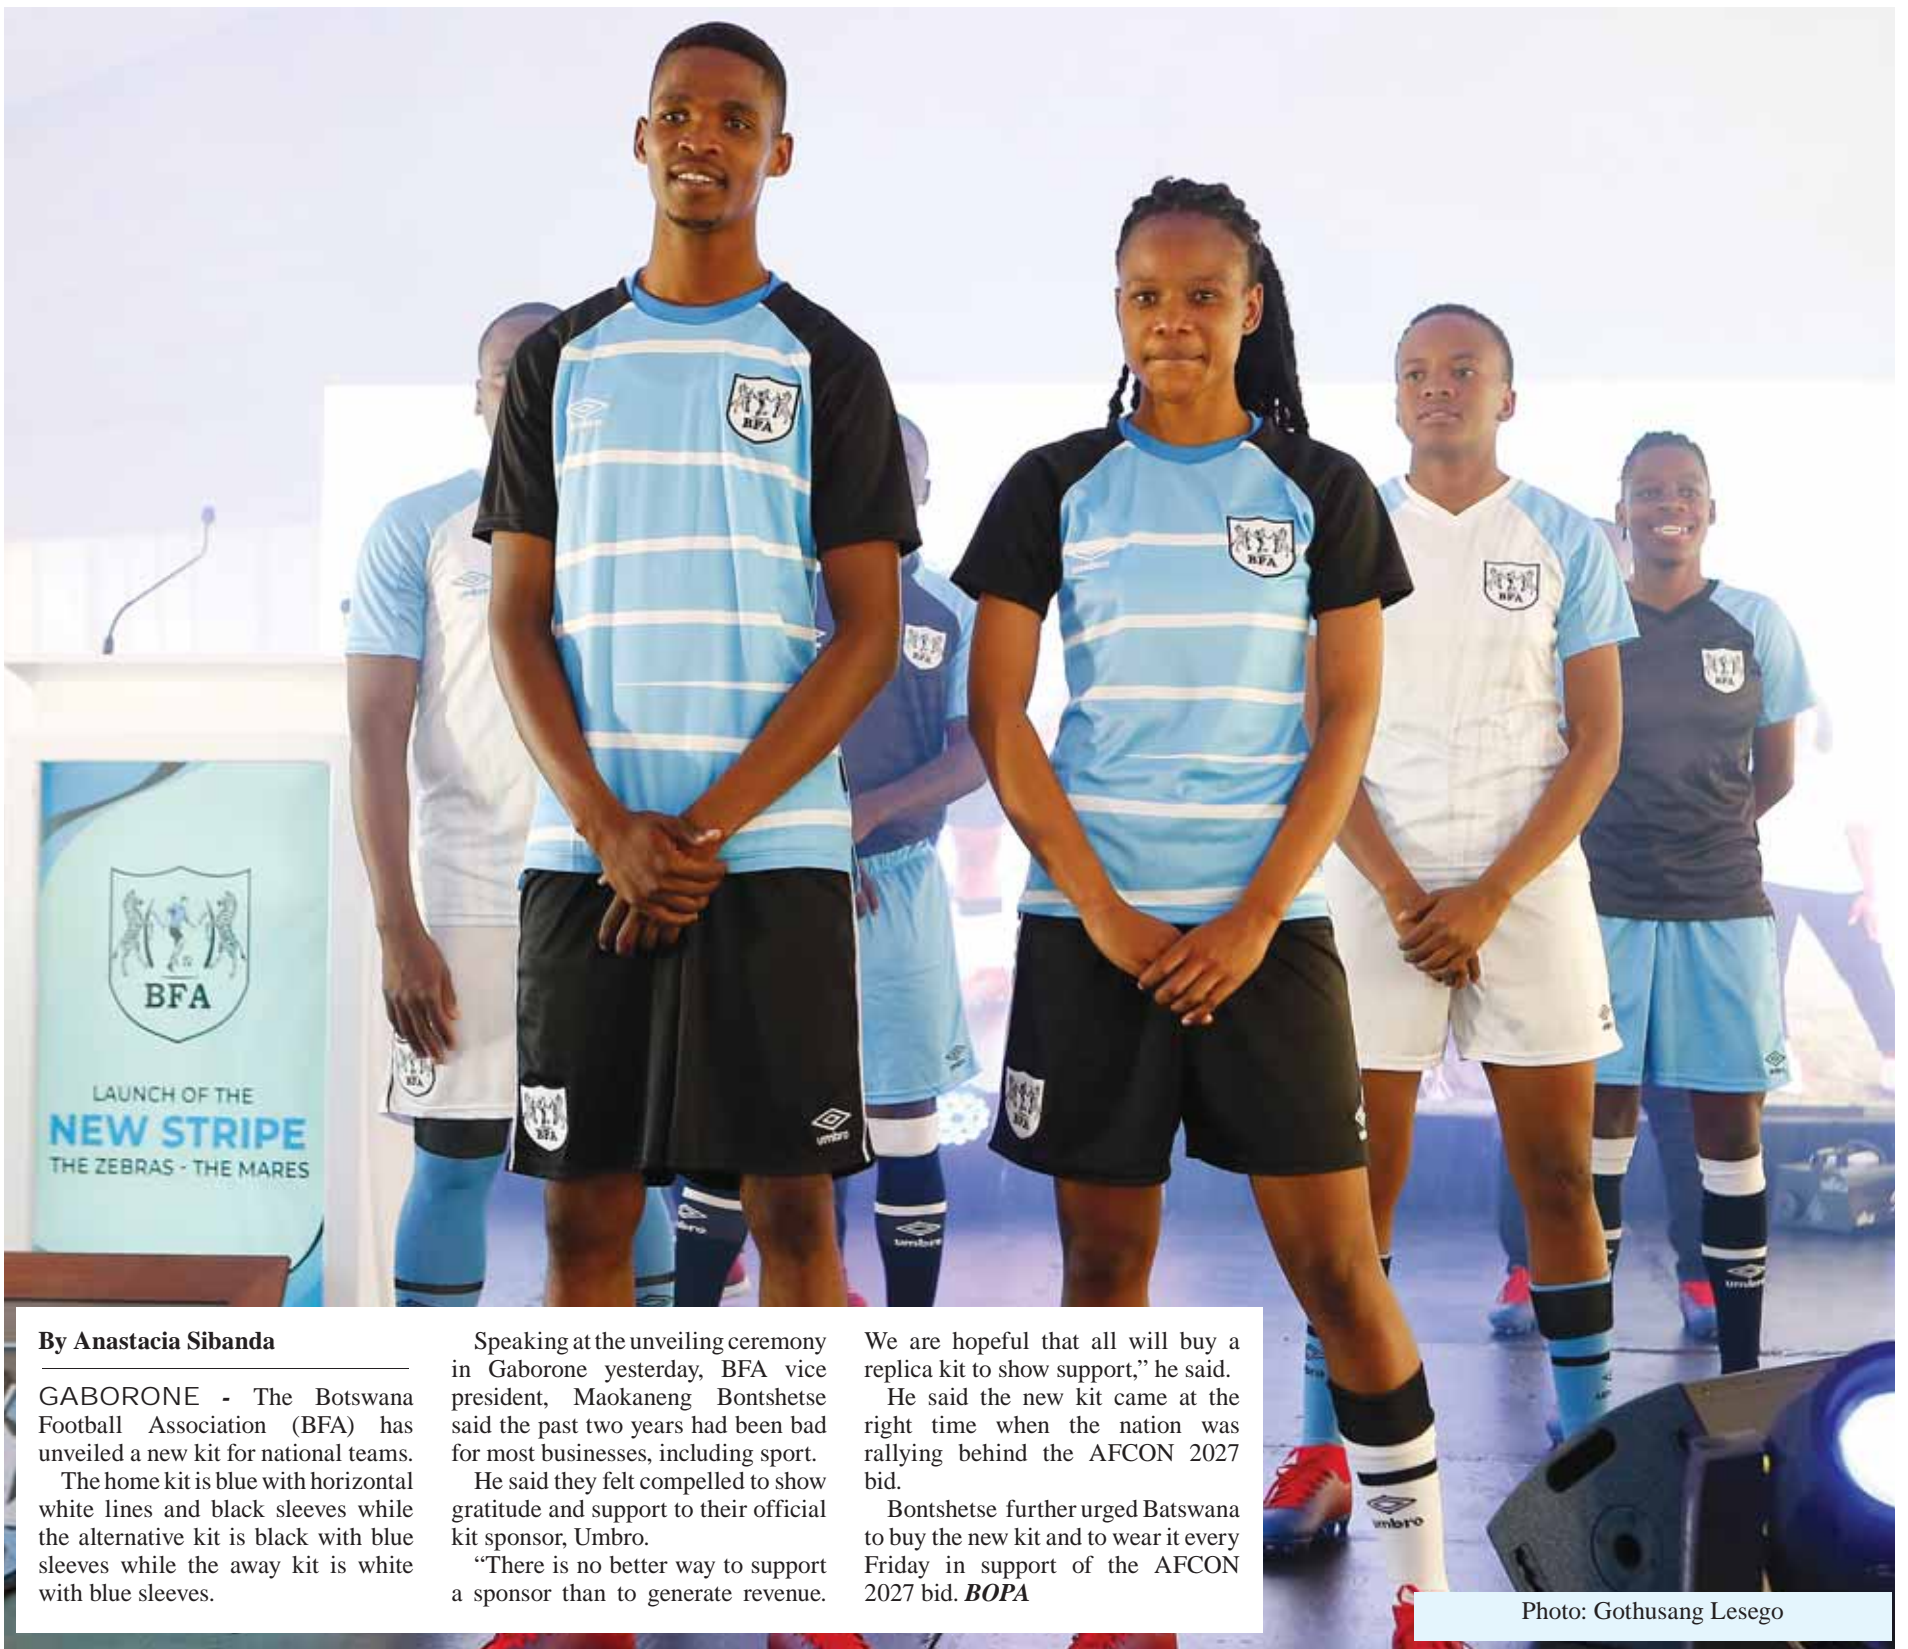 BFA
BFA
BFA
BFA
BFA
BFA
LAUNCH OF THE
NEW STRIPE
THE ZEBRAS - THE MARES
BFA
BFA
BFA
umbro
umbro
umbro
By Anastacia Sibanda
GABORONE - The Botswana
Football Association (BFA) has
unveiled a new kit for national teams.
The home kit is blue with horizontal
white lines and black sleeves while
the alternative kit is black with blue
sleeves while the away kit is white
with blue sleeves.
Speaking at the unveiling ceremony
in Gaborone yesterday, BFA vice
president, Maokaneng Bontshetse
said the past two years had been bad
for most businesses, including sport.
He said they felt compelled to show
gratitude and support to their official
kit sponsor, Umbro.
“There is no better way to support
a sponsor than to generate revenue.
We are hopeful that all will buy a
replica kit to show support,” he said.
He said the new kit came at the
right time when the nation was
rallying behind the AFCON 2027
bid.
Bontshetse further urged Batswana
to buy the new kit and to wear it every
Friday in support of the AFCON
2027 bid. BOPA
Photo: Gothusang Lesego